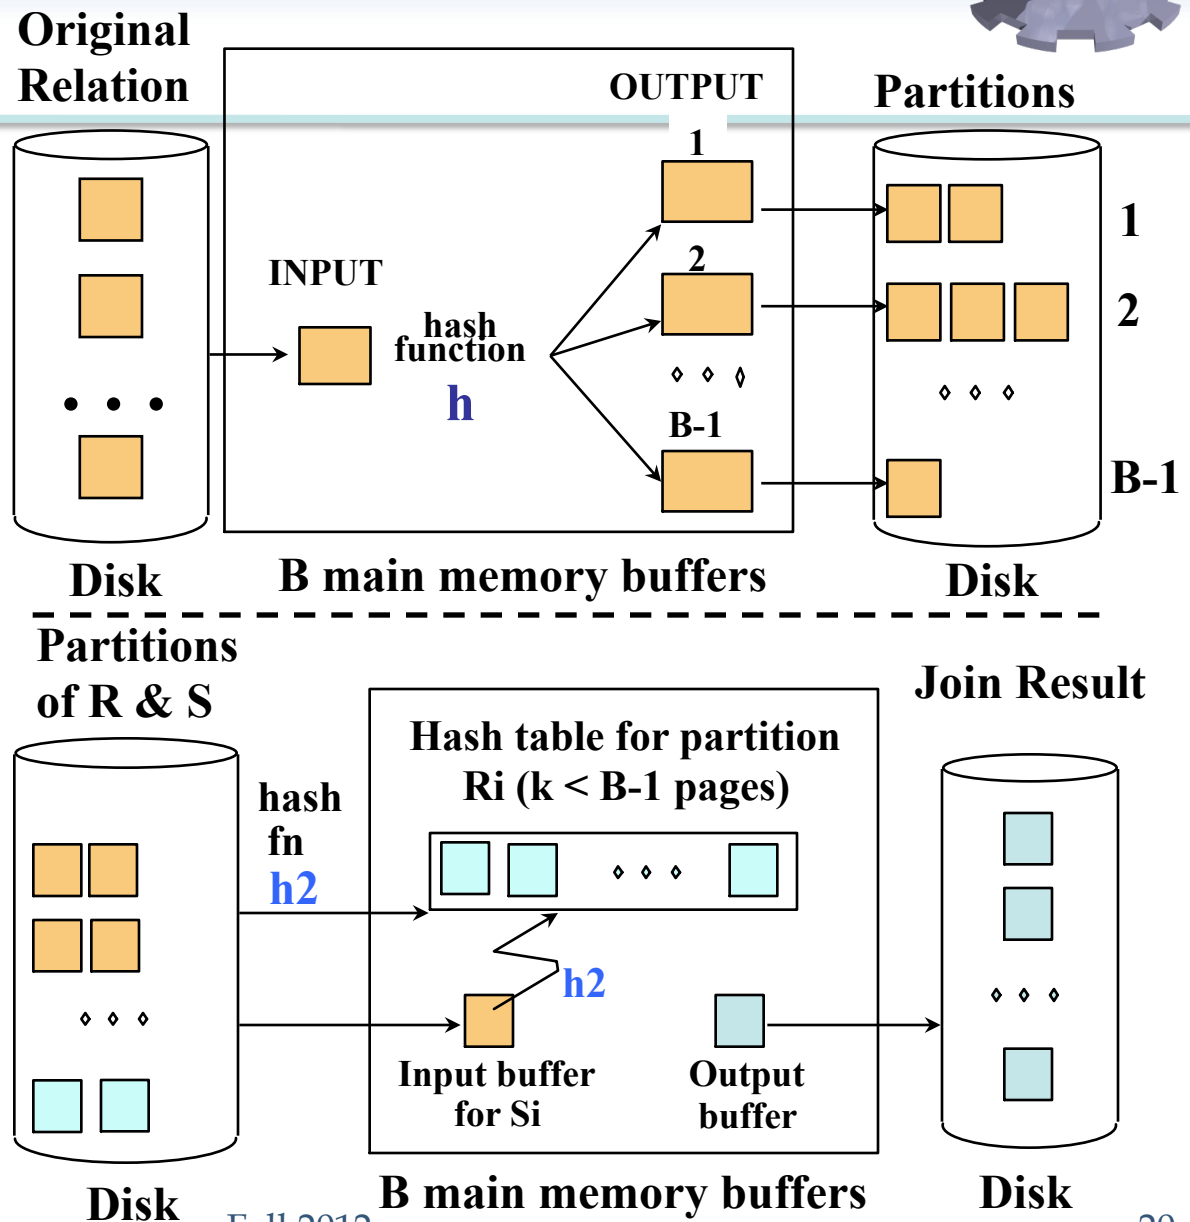 Original
Relation
OUTPUT
Partitions
1
1
INPUT
2
2
hash
function
h
B-1
B-1
Disk
B main memory buffers
Disk
Partitions
of R & S
Join Result
Hash table for partition
Ri (k < B-1 pages)
hash
fn
h2
h2
Input buffer
for Si
Output
buffer
Disk
B main memory buffers
Disk